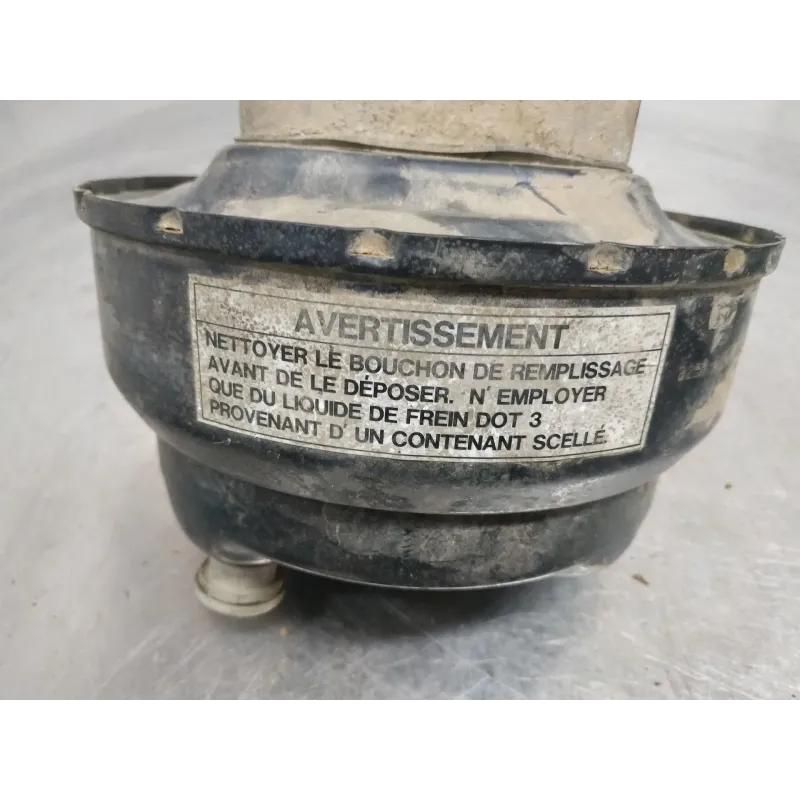 AVERTISSEMENT
NETTOYER LE BOUCHON DE REMPLISSAGE
AVANT DE LE DÉPOSER. N' EMPLOYER
QUE DU LIQUIDE DE FREIN DOT 3
PROVENANT D' UN CONTENANT SCELLÉ.